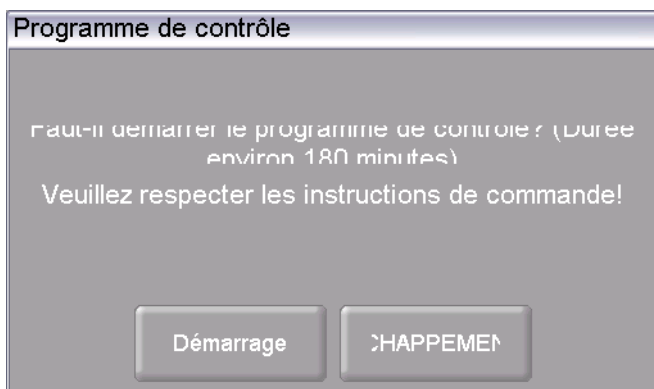 Programme de contrôle
Faut-il démarrer le programme de contrôle? (Durée
environ 180 minutes)
Veuillez respecter les instructions de commande!
Démarrage
CHAPPEMEN